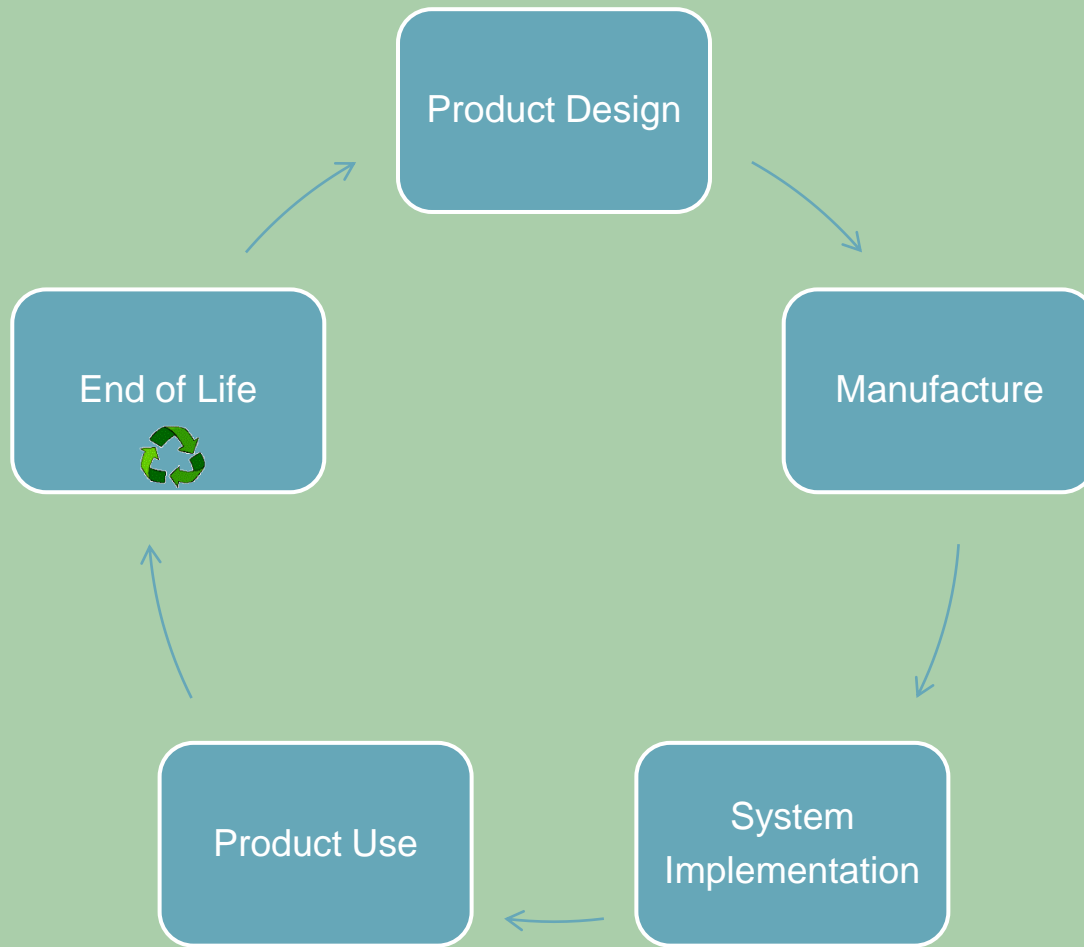 Product Design
Manufacture
System
Implementation
Product Use
End of Life